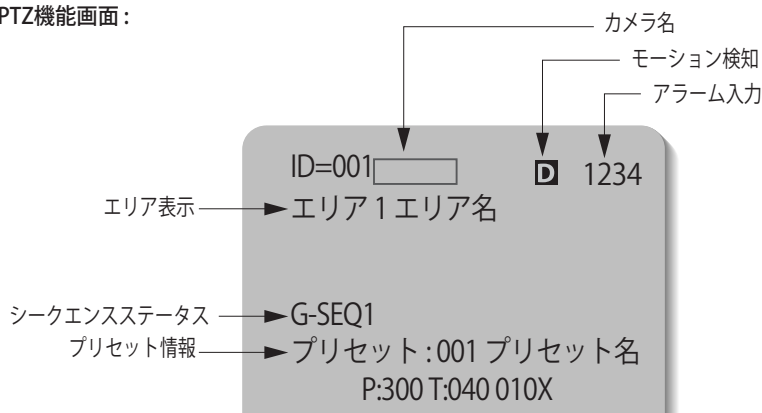 PTZ機能画面 :
カメラ名
モーション検知
アラーム入力
ID=001
D 1234
エリア表示
エリア 1 エリア名
シークエンスステータス
G-SEQ1
プリセット情報
プリセット : 001 プリセット名
P:300 T:040 010X